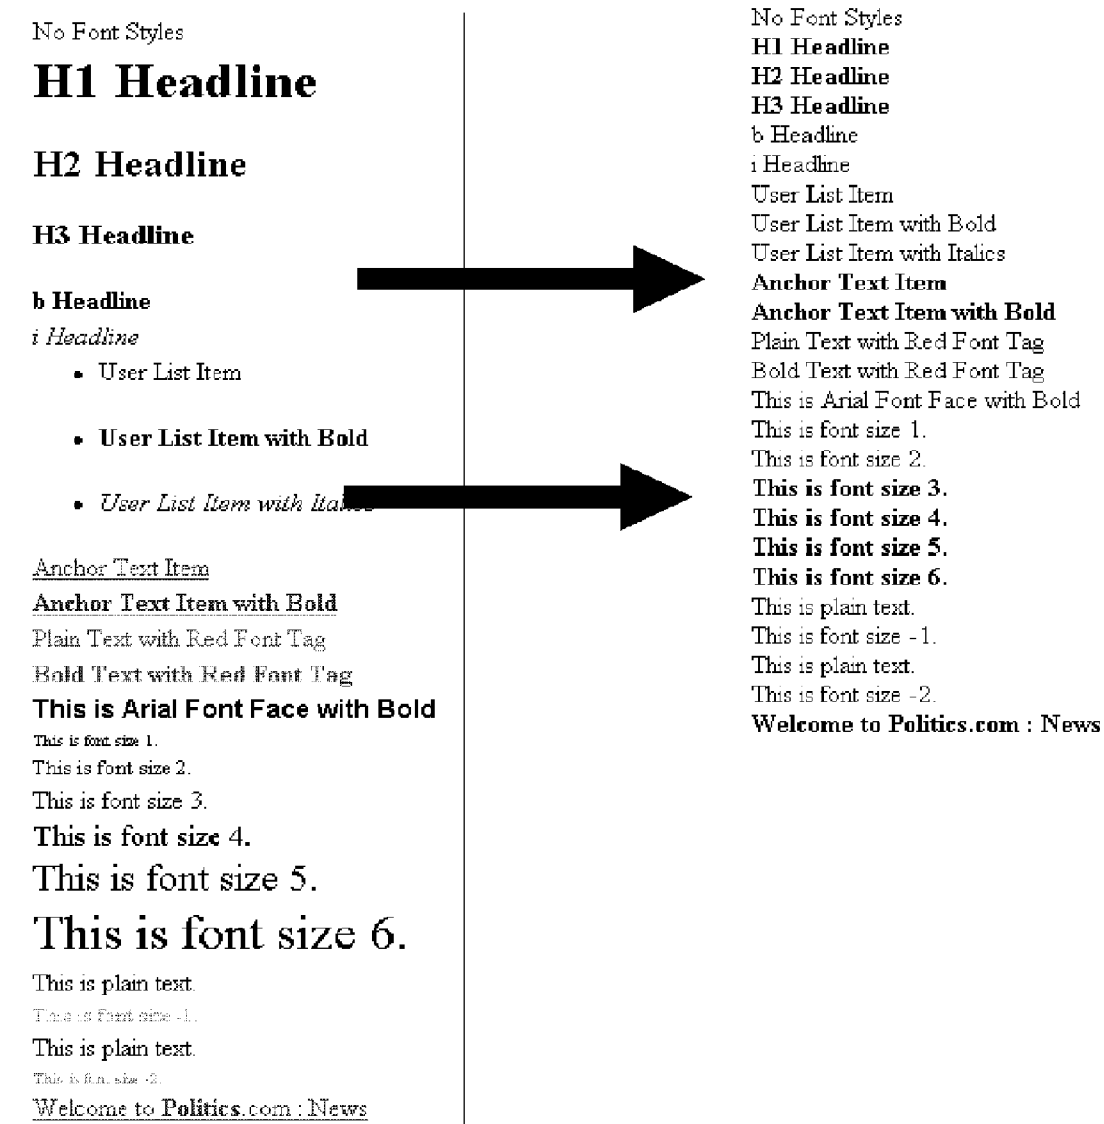 No Font Styles
H1 Headline
H2 Headline
H3 Headline
b Headline
i Headline
• User List Item
• User List Item with Bold
• User List Item with Italics
Anchor Text Item
Anchor Text Item with Bold
Plain Text with Red Font Tag
Bold Text with Red Font Tag
This is Arial Font Face with Bold
This is font size 1.
This is font size 2.
This is font size 3.
This is font size 4.
This is font size 5.
This is font size 6.
This is plain text.
This is font size -1.
This is plain text.
This is font size -2.
Welcome to Politics.com : News
No Font Styles
H1 Headline
H2 Headline
H3 Headline
b Headline
i Headline
User List Item
User List Item with Bold
User List Item with Italics
Anchor Text Item
Anchor Text Item with Bold
Plain Text with Red Font Tag
Bold Text with Red Font Tag
This is Arial Font Face with Bold
This is font size 1.
This is font size 2.
This is font size 3.
This is font size 4.
This is font size 5.
This is font size 6.
This is plain text.
This is font size -1.
This is plain text.
This is font size -2.
Welcome to Politics.com : News